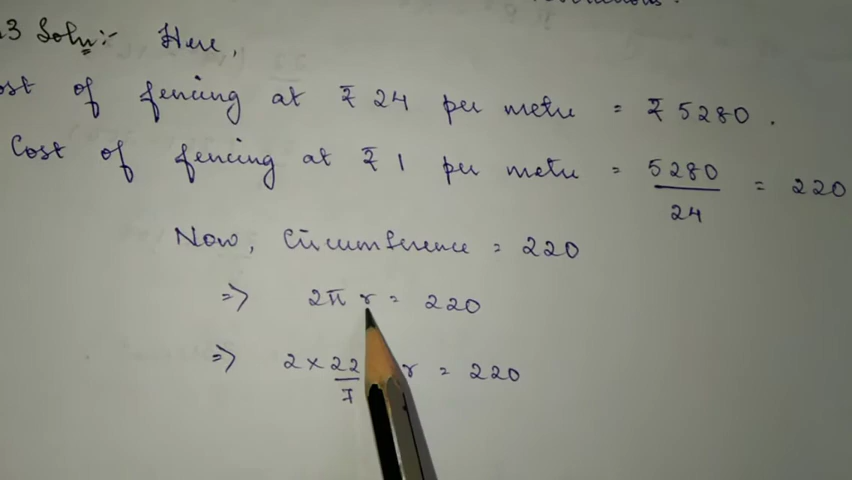 3 Soln:- Here,
of fencing at ₹ 24 per metre = ₹ 5280.
Cost of fencing at ₹ 1 per metre = 5280/24 = 220
Now, Circumference = 220
=> 2π r = 220
=> 2 × 22/7 r = 220